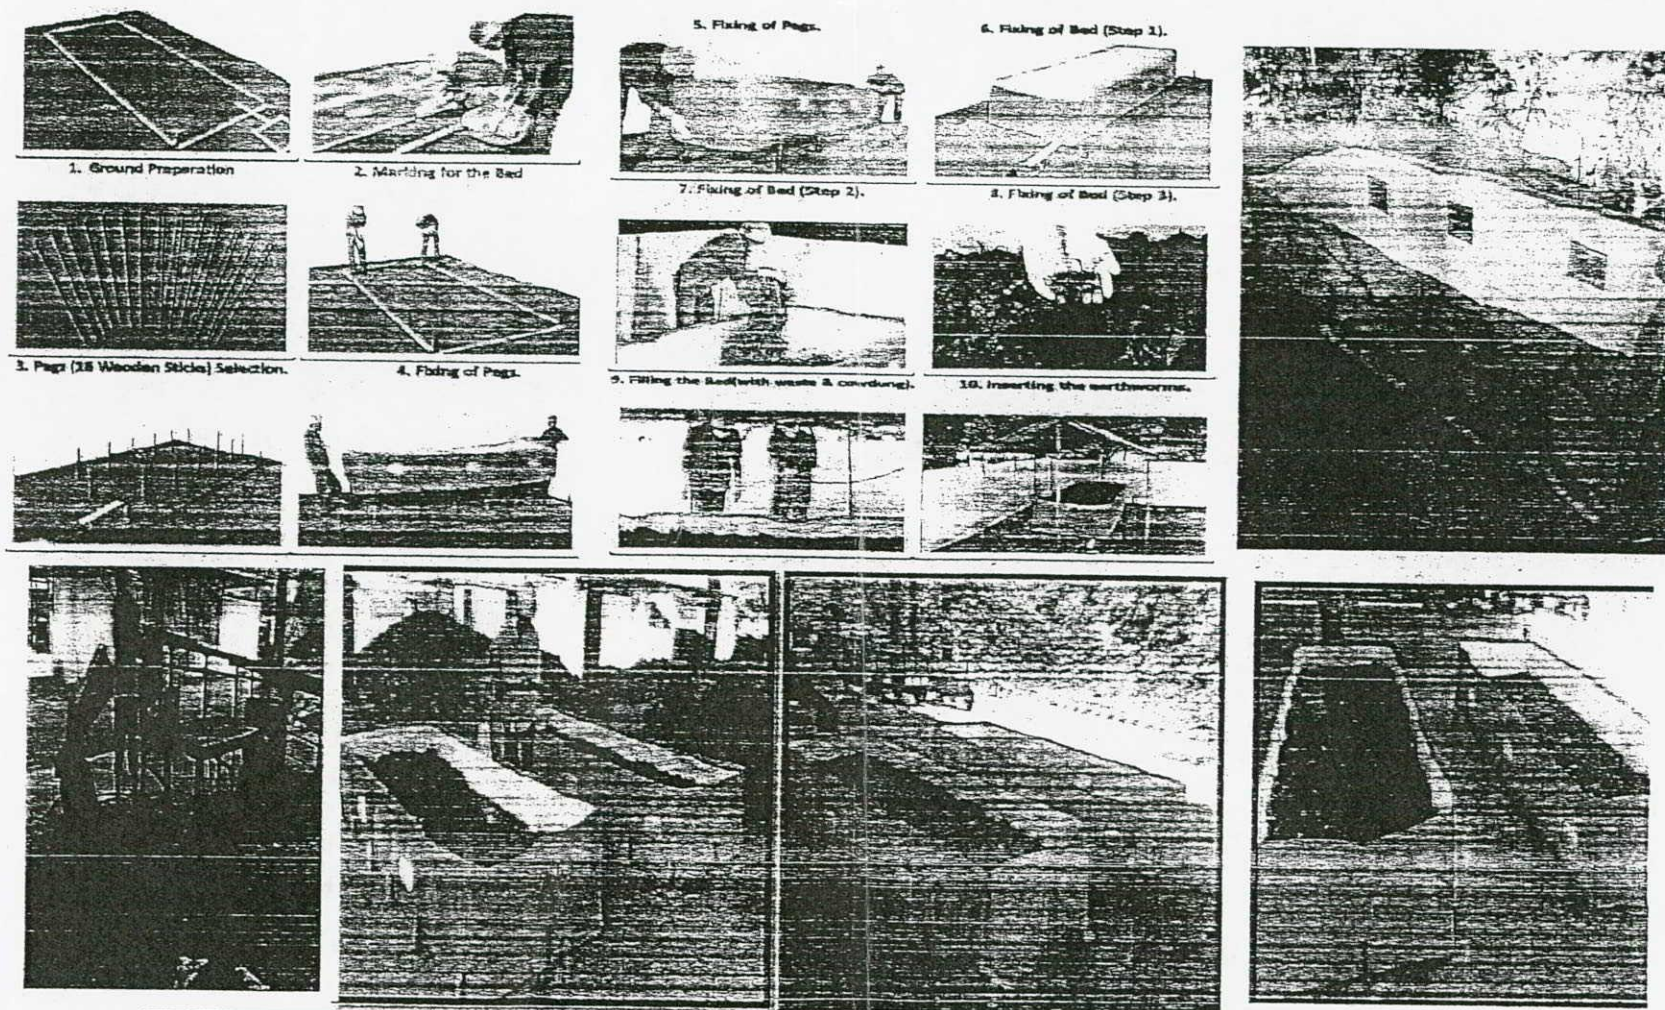 1. Ground Preparation
2. Marking for the Bed
3. Pegs (18 Wooden Sticks) Selection.
4. Fixing of Pegs.
5. Fixing of Pegs.
6. Fixing of Bed (Step 1).
7. Fixing of Bed (Step 2).
8. Fixing of Bed (Step 3).
9. Filling the Bed(with waste & cowdung).
10. Inserting the earthworms.